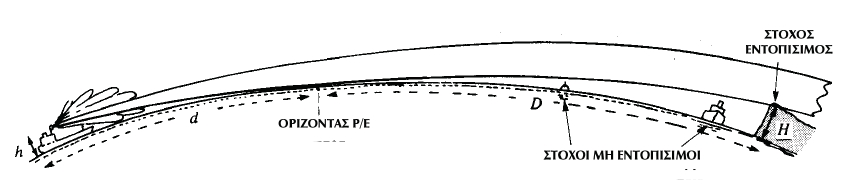 ΣΤΟΧΟΣ
ΕΝΤΟΠΙΣΙΜΟΣ
d
D
ΟΡΙΖΟΝΤΑΣ Ρ/Ε
h
H
ΣΤΟΧΟΙ ΜΗ ΕΝΤΟΠΙΣΙΜΟΙ